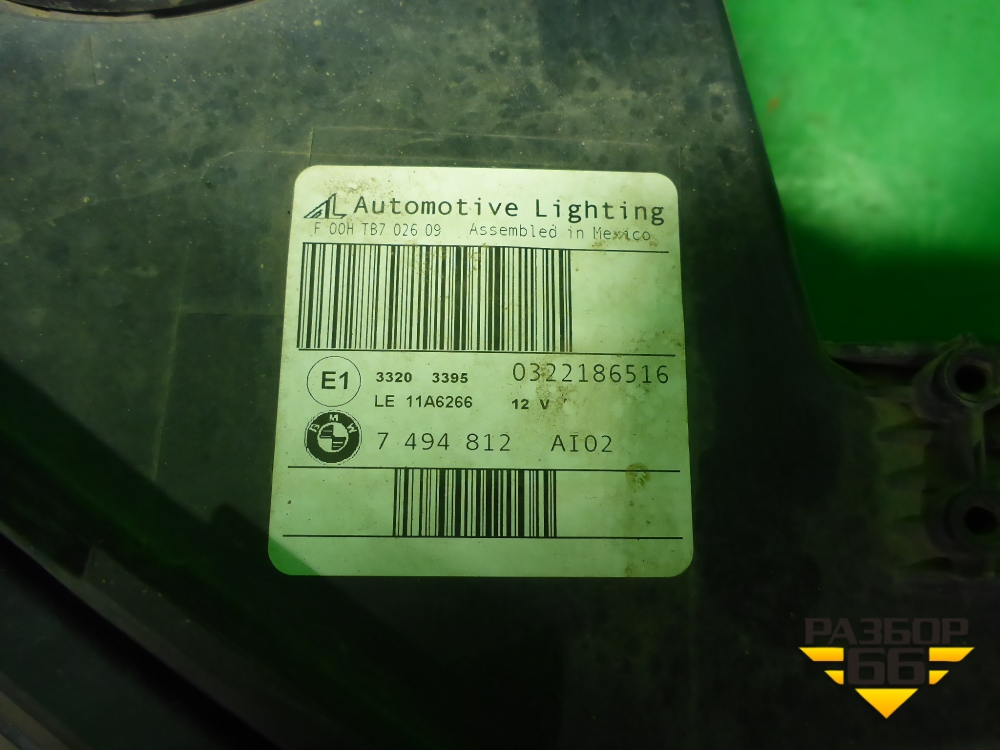 AL Automotive Lighting
F 00H TB7 026 09 Assembled in Mexico
E1 3320 3395 0322186516
LE 11A6266 12 V
BMW 7 494 812 AI02
РАЗБОР
66